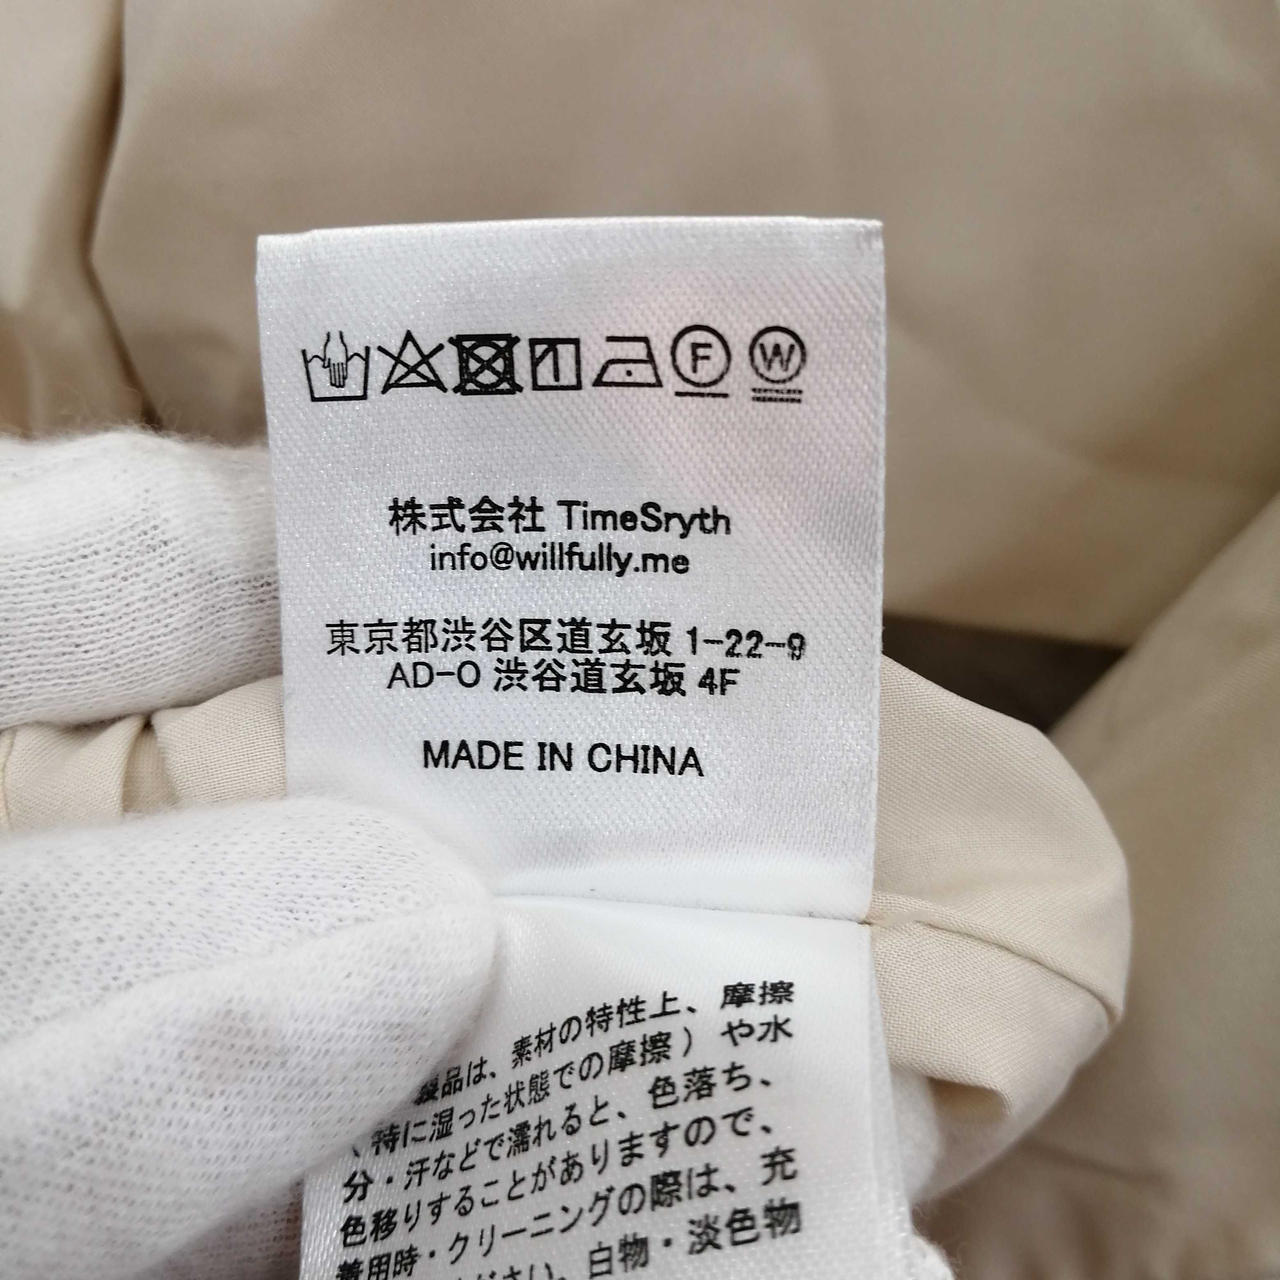 F W
株式会社 TimeSryth
info@willfully.me
東京都渋谷区道玄坂 1-22-9
AD-O 渋谷道玄坂 4F
MADE IN CHINA
製品は、素材の特性上、摩擦
（特に湿った状態での摩擦）や水
分・汗などで濡れると、色落ち、
色移りすることがありますので、
着用時・クリーニングの際は、充
ださい。白物・淡色物